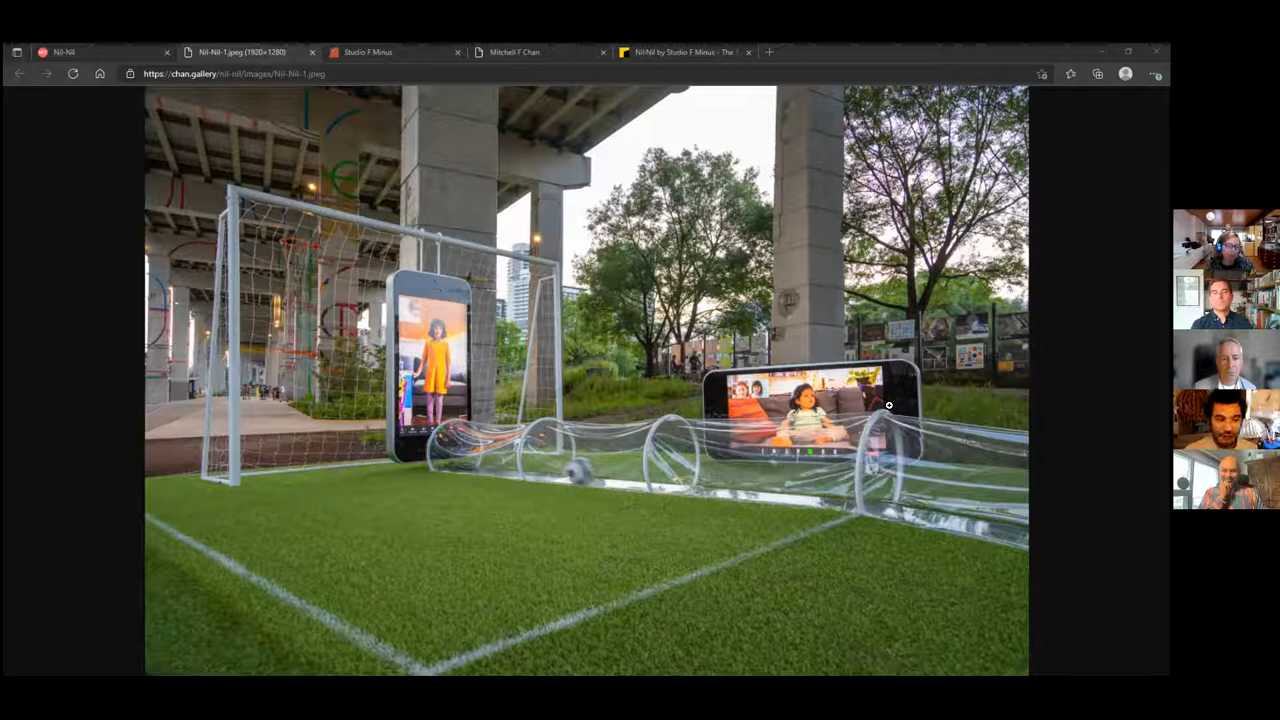 Nil-Nil
Nil-Nil-1.jpeg (1920×1280)
Studio F Minus
Mitchell F Chan
Nil:Nil by Studio F Minus - The
https://chan.gallery/nil-nil/images/Nil-Nil-1.jpeg